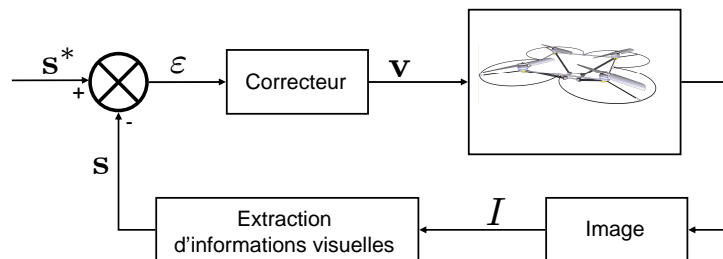 s*
+
-
ε
Correcteur
v
s
Extraction
d'informations visuelles
I
Image